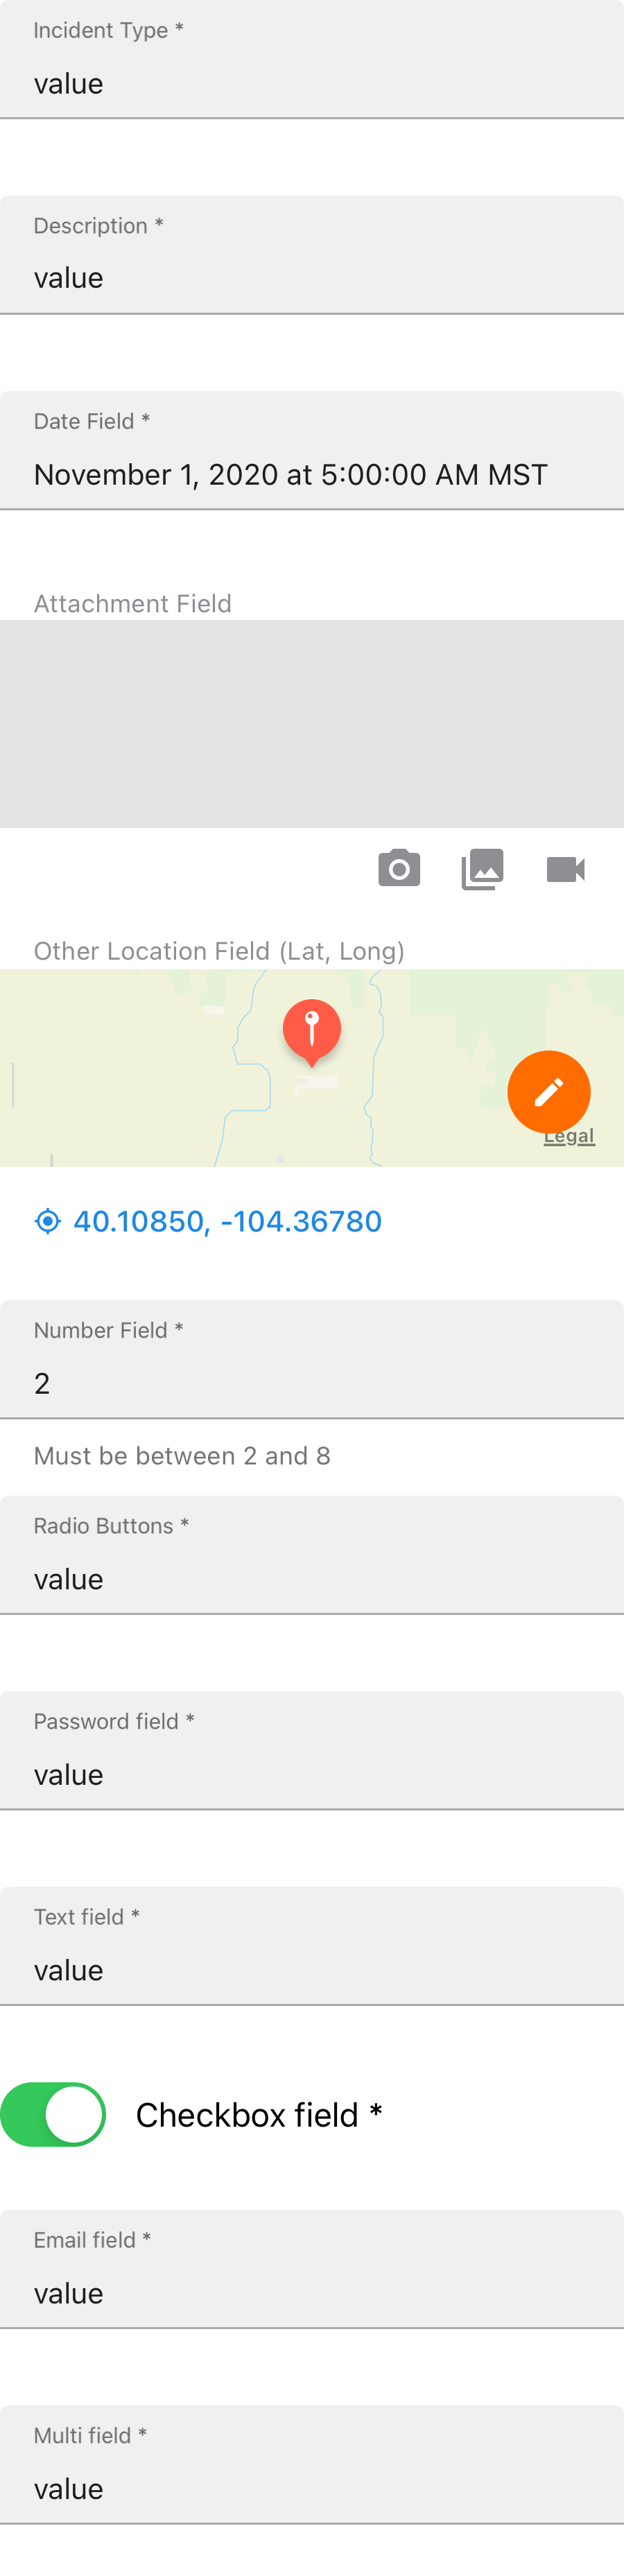 Incident Type *
value
Description *
value
Date Field *
November 1, 2020 at 5:00:00 AM MST
Attachment Field
Other Location Field (Lat, Long)
Legal
40.10850, -104.36780
Number Field *
2
Must be between 2 and 8
Radio Buttons *
value
Password field *
value
Text field *
value
Checkbox field *
Email field *
value
Multi field *
value